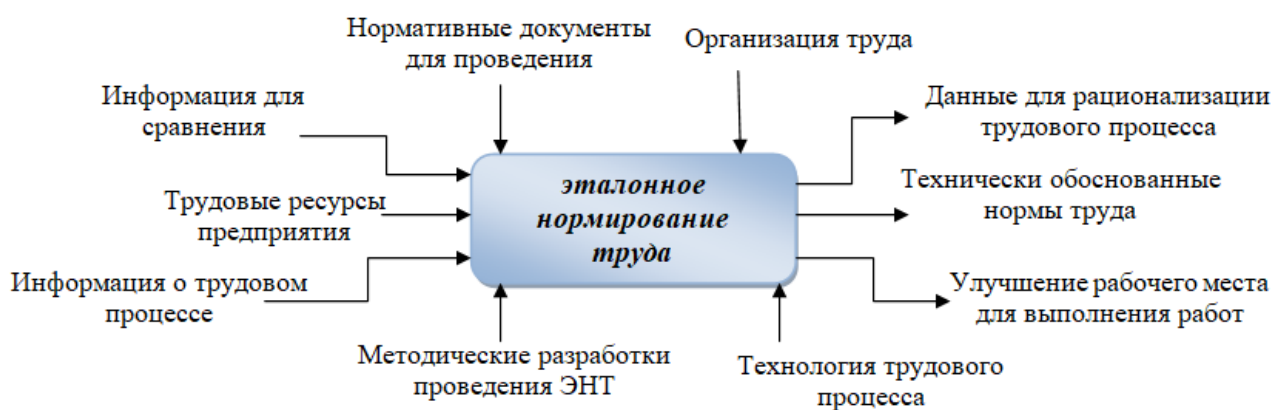 Нормативные документы
для проведения
Организация труда
Информация для
сравнения
Данные для рационализации
трудового процесса
эталонное
нормирование
труда
Трудовые ресурсы
предприятия
Технически обоснованные
нормы труда
Информация о трудовом
процессе
Улучшение рабочего места
для выполнения работ
Методические разработки
проведения ЭНТ
Технология трудового
процесса